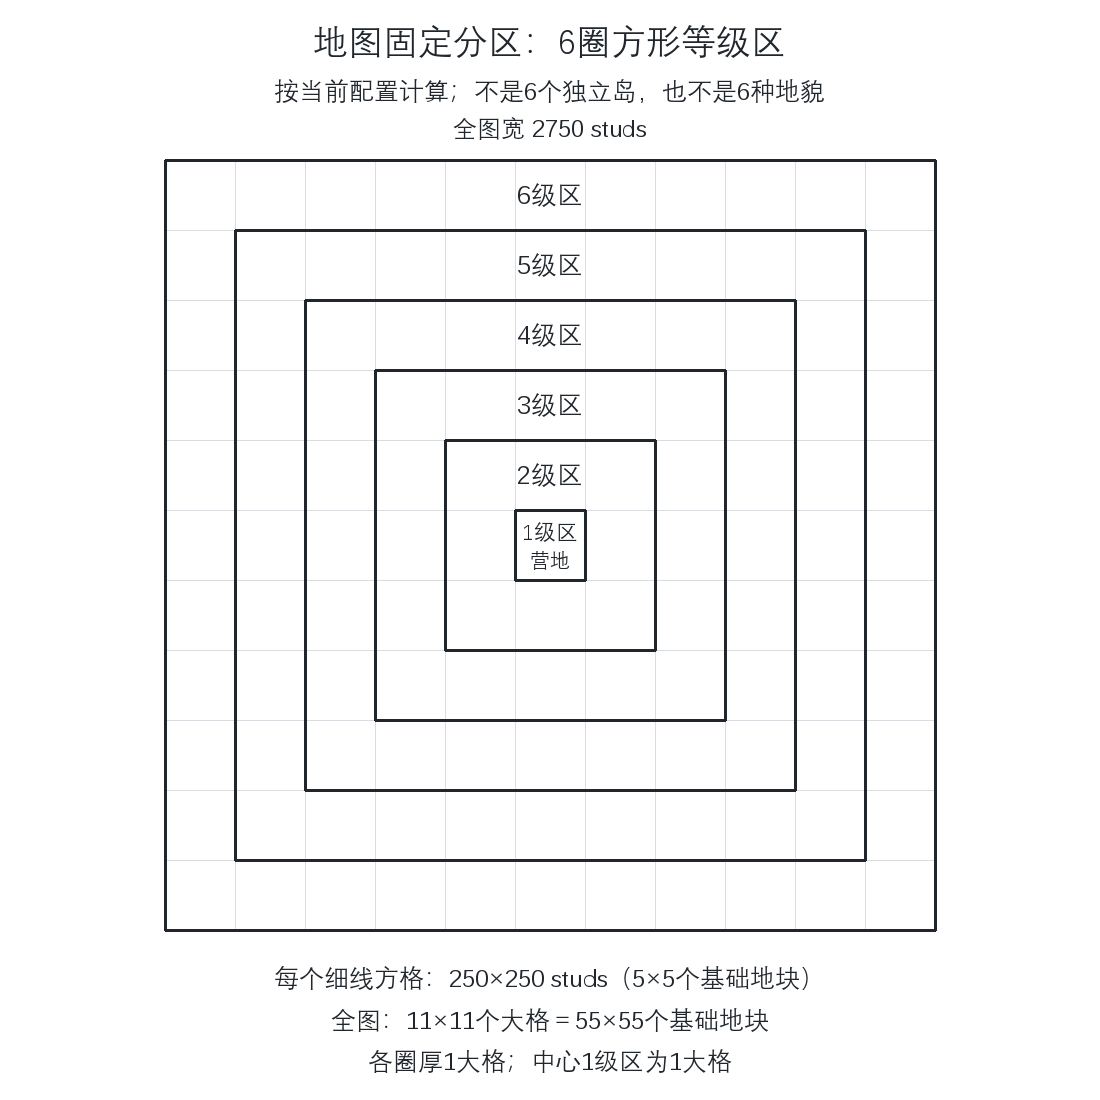 地图固定分区：6圈方形等级区
按当前配置计算；不是6个独立岛，也不是6种地貌
全图宽 2750 studs
6级区
5级区
4级区
3级区
2级区
1级区
营地
每个细线方格：250×250 studs（5×5个基础地块）
全图：11×11个大格＝55×55个基础地块
各圈厚1大格；中心1级区为1大格